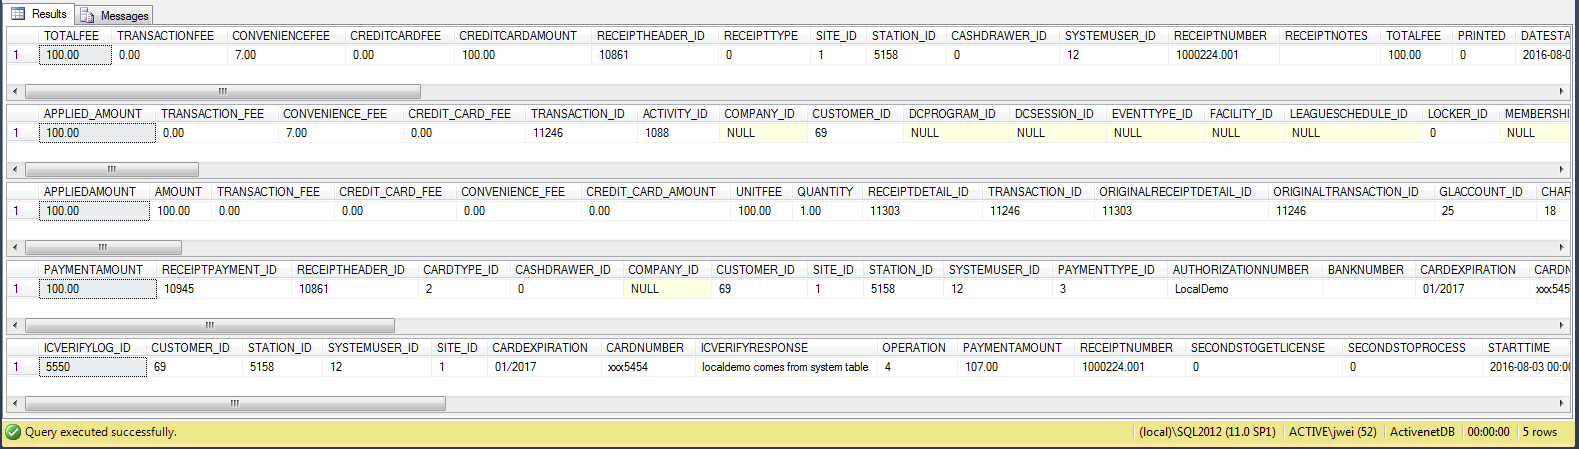 Results Messages
TOTALFEE TRANSACTIONFEE CONVENIENCEFEE CREDITCARDFEE CREDITCARDAMOUNT RECEIPTHEADER_ID RECEIPTTYPE SITE_ID STATION_ID CASHDRAWER_ID SYSTEMUSER_ID RECEIPTNUMBER RECEIPTNOTES TOTALFEE PRINTED DATESTA
1 100.00 0.00 7.00 0.00 100.00 10861 0 1 5158 0 12 1000224.001 100.00 0 2016-08-0
APPLIED_AMOUNT TRANSACTION_FEE CONVENIENCE_FEE CREDIT_CARD_FEE TRANSACTION_ID ACTIVITY_ID COMPANY_ID CUSTOMER_ID DCPROGRAM_ID DCSESSION_ID EVENTTYPE_ID FACILITY_ID LEAGUESCHEDULE_ID LOCKER_ID MEMBERSHI
1 100.00 0.00 7.00 0.00 11246 1088 NULL 69 NULL NULL NULL NULL NULL 0 NULL
APPLIEDAMOUNT AMOUNT TRANSACTION_FEE CREDIT_CARD_FEE CONVENIENCE_FEE CREDIT_CARD_AMOUNT UNITFEE QUANTITY RECEIPTDETAIL_ID TRANSACTION_ID ORIGINALRECEIPTDETAIL_ID ORIGINALTRANSACTION_ID GLACCOUNT_ID CHAR
1 100.00 100.00 0.00 0.00 0.00 0.00 100.00 1.00 11303 11246 11303 11246 25 18
PAYMENTAMOUNT RECEIPTPAYMENT_ID RECEIPTHEADER_ID CARDTYPE_ID CASHDRAWER_ID COMPANY_ID CUSTOMER_ID SITE_ID STATION_ID SYSTEMUSER_ID PAYMENTTYPE_ID AUTHORIZATIONNUMBER BANKNUMBER CARDEXPIRATION CARDN
1 100.00 10945 10861 2 0 NULL 69 1 5158 12 3 LocalDemo 01/2017 xxx545
ICVERIFYLOG_ID CUSTOMER_ID STATION_ID SYSTEMUSER_ID SITE_ID CARDEXPIRATION CARDNUMBER ICVERIFYRESPONSE OPERATION PAYMENTAMOUNT RECEIPTNUMBER SECONDSTOGETLICENSE SECONDSTOPROCESS STARTTIME
1 5550 69 5158 12 1 01/2017 xxx5454 localdemo comes from system table 4 107.00 1000224.001 0 0 2016-08-03 00:00
Query executed successfully. (local)\SQL2012 (11.0 SP1) ACTIVE\jwei (52) ActivenetDB 00:00:00 5 rows